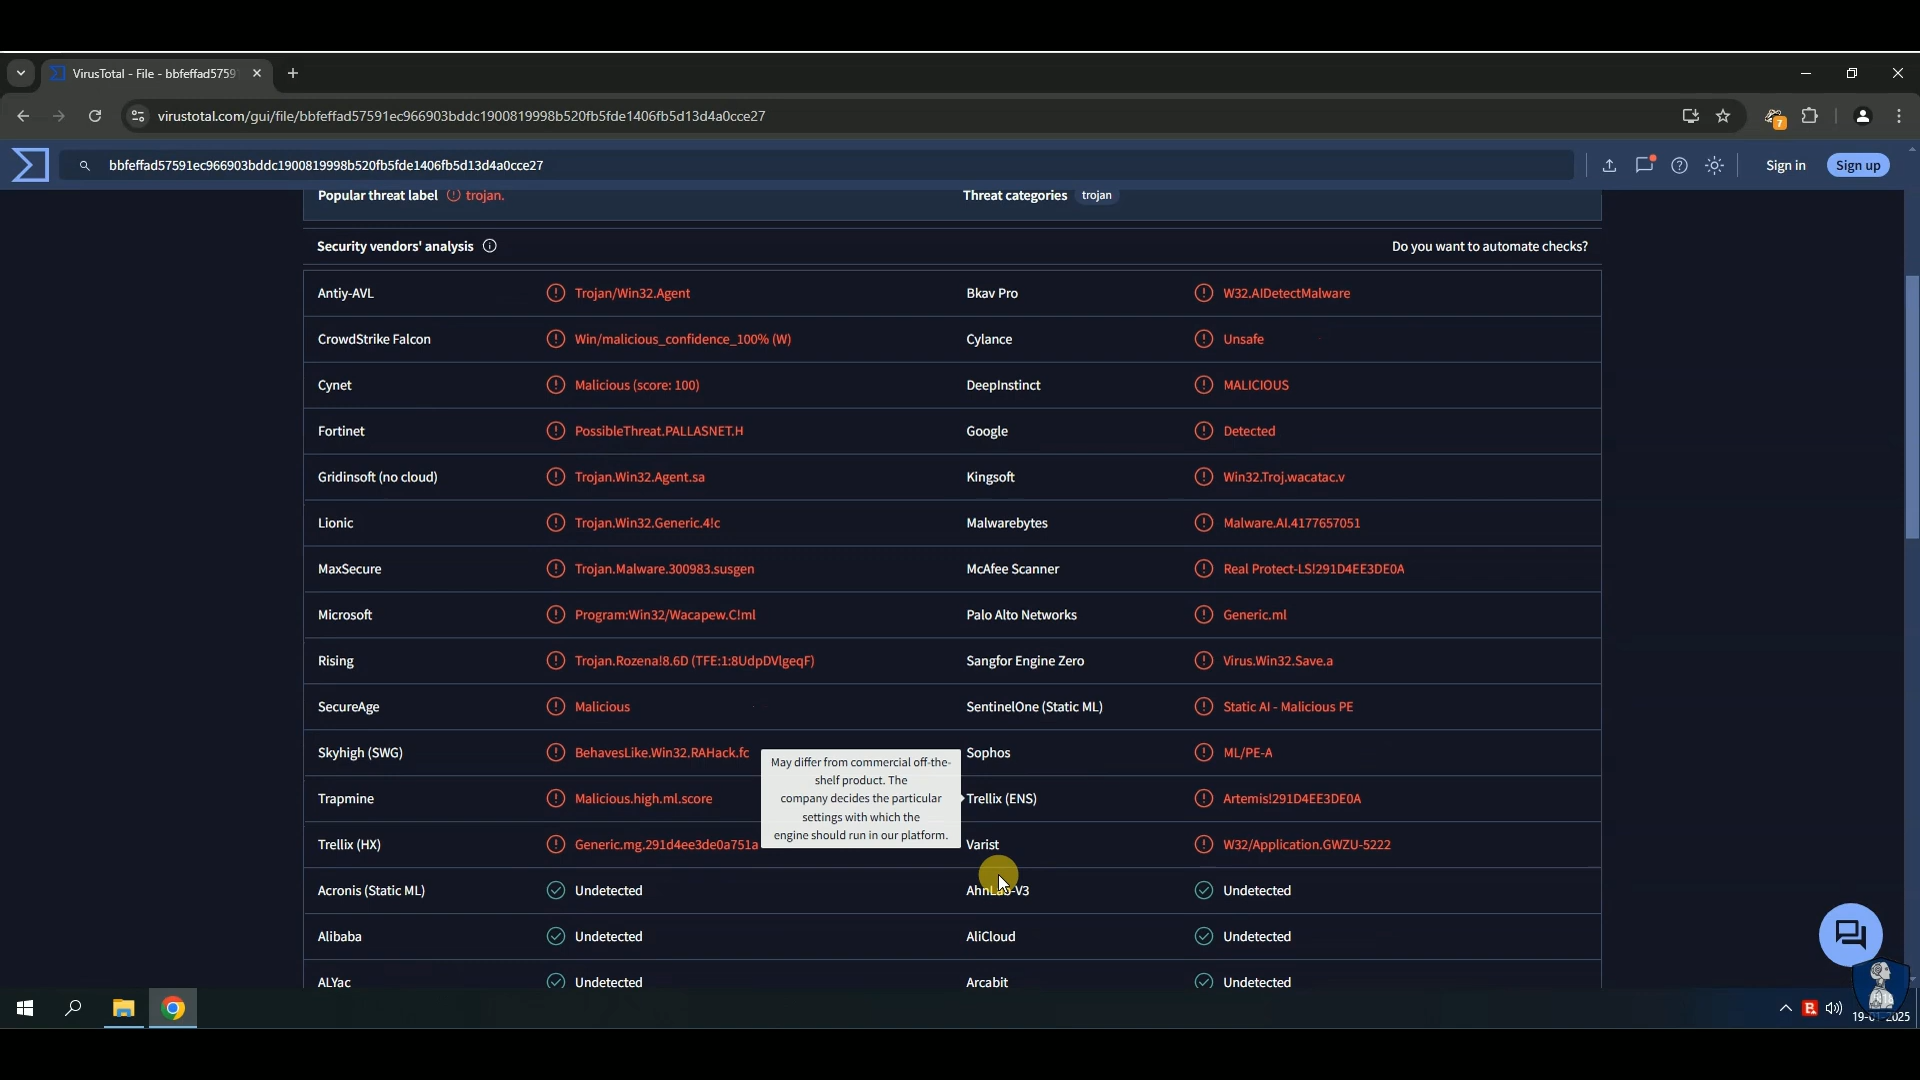 VirusTotal - File - bbfeffad5759
virustotal.com/gui/file/bbfeffad57591ec966903bddc1900819998b520fb5fde1406fb5d13d4a0cce27
7
bbfeffad57591ec966903bddc1900819998b520fb5fde1406fb5d13d4a0cce27
Sign in
Sign up
Popular threat label trojan.
Threat categories trojan
Security vendors' analysis
Do you want to automate checks?
Antiy-AVL Trojan/Win32.Agent Bkav Pro W32.AIDetectMalware
CrowdStrike Falcon Win/malicious_confidence_100% (W) Cylance Unsafe
Cynet Malicious (score: 100) DeepInstinct MALICIOUS
Fortinet PossibleThreat.PALLASNET.H Google Detected
Gridinsoft (no cloud) Trojan.Win32.Agent.sa Kingsoft Win32.Troj.wacatac.v
Lionic Trojan.Win32.Generic.4!c Malwarebytes Malware.AI.4177657051
MaxSecure Trojan.Malware.300983.susgen McAfee Scanner Real Protect-LS!291D4EE3DE0A
Microsoft Program:Win32/Wacapew.C!ml Palo Alto Networks Generic.ml
Rising Trojan.Rozena!8.6D (TFE:1:8UdpDVlgeqF) Sangfor Engine Zero Virus.Win32.Save.a
SecureAge Malicious SentinelOne (Static ML) Static AI - Malicious PE
Skyhigh (SWG) BehavesLike.Win32.RAHack.fc Sophos ML/PE-A
Trapmine Malicious.high.ml.score Trellix (ENS) Artemis!291D4EE3DE0A
Trellix (HX) Generic.mg.291d4ee3de0a751a Varist W32/Application.GWZU-5222
May differ from commercial off-the-
shelf product. The
company decides the particular
settings with which the
engine should run in our platform.
Acronis (Static ML) Undetected AhnLab-V3 Undetected
Alibaba Undetected AliCloud Undetected
ALYac Undetected Arcabit Undetected
19-01-2025